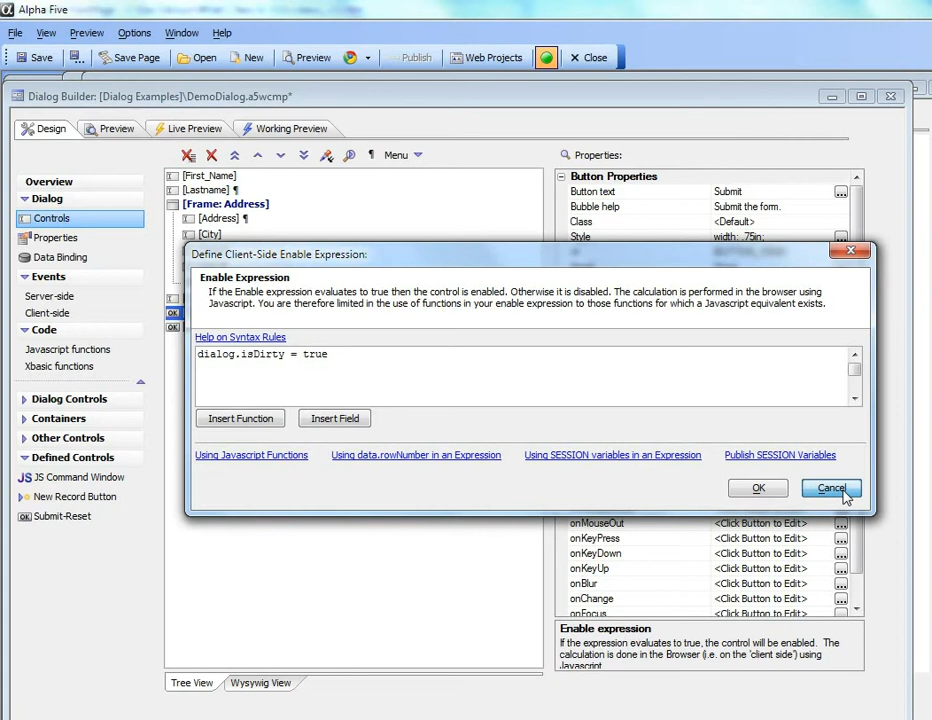 Alpha Five
File View Preview Options Window Help
Save Save Page Open New Preview Publish Web Projects Close
Dialog Builder: [Dialog Examples]\DemoDialog.a5wcmp*
Design Preview Live Preview Working Preview
Menu
Properties:
Overview
Dialog
Controls
Properties
Data Binding
Events
Server-side
Client-side
Code
Javascript functions
Xbasic functions
Dialog Controls
Containers
Other Controls
Defined Controls
JS Command Window
New Record Button
Submit-Reset
[First_Name]
[Lastname] ¶
[Frame: Address]
[Address] ¶
[City]
Button Properties
Button text Submit
Bubble help Submit the form.
Class <Default>
Style width: .75in;
Define Client-Side Enable Expression:
Enable Expression
If the Enable expression evaluates to true then the control is enabled. Otherwise it is disabled. The calculation is performed in the browser using
Javascript. You are therefore limited in the use of functions in your enable expression to those functions for which a Javascript equivalent exists.
Help on Syntax Rules
dialog.isDirty = true
Insert Function Insert Field
Using Javascript Functions Using data.rowNumber in an Expression Using SESSION variables in an Expression Publish SESSION Variables
OK Cancel
onMouseOut <Click Button to Edit>
onKeyPress <Click Button to Edit>
onKeyDown <Click Button to Edit>
onKeyUp <Click Button to Edit>
onBlur <Click Button to Edit>
onChange <Click Button to Edit>
onFocus <Click Button to Edit>
Enable expression
If the expression evaluates to true, the control will be enabled. The
calculation is done in the Browser (i.e. on the 'client side') using
Javascript
Tree View Wysywig View